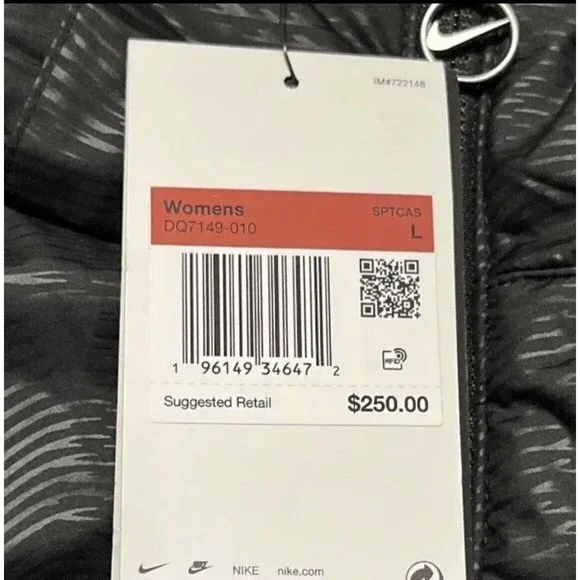 IM#722148
Womens SPTCAS
DQ7149-010 L
1 96149 34647 2
RFID
Suggested Retail $250.00
NIKE nike.com